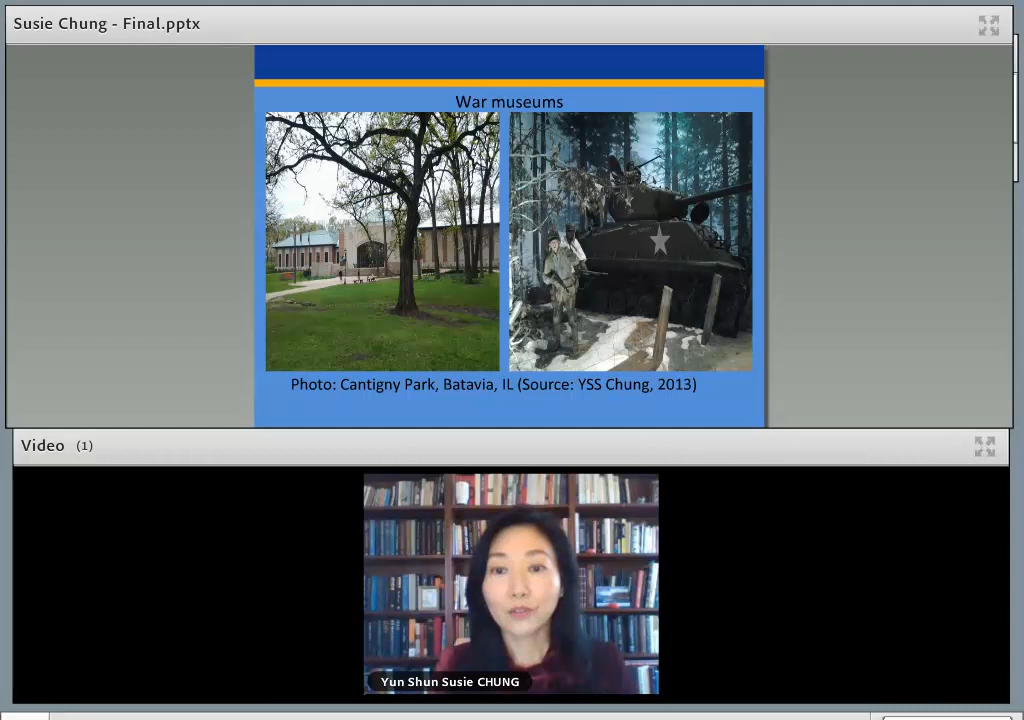 Susie Chung - Final.pptx
War museums
Photo: Cantigny Park, Batavia, IL (Source: YSS Chung, 2013)
Video (1)
Yun Shun Susie CHUNG